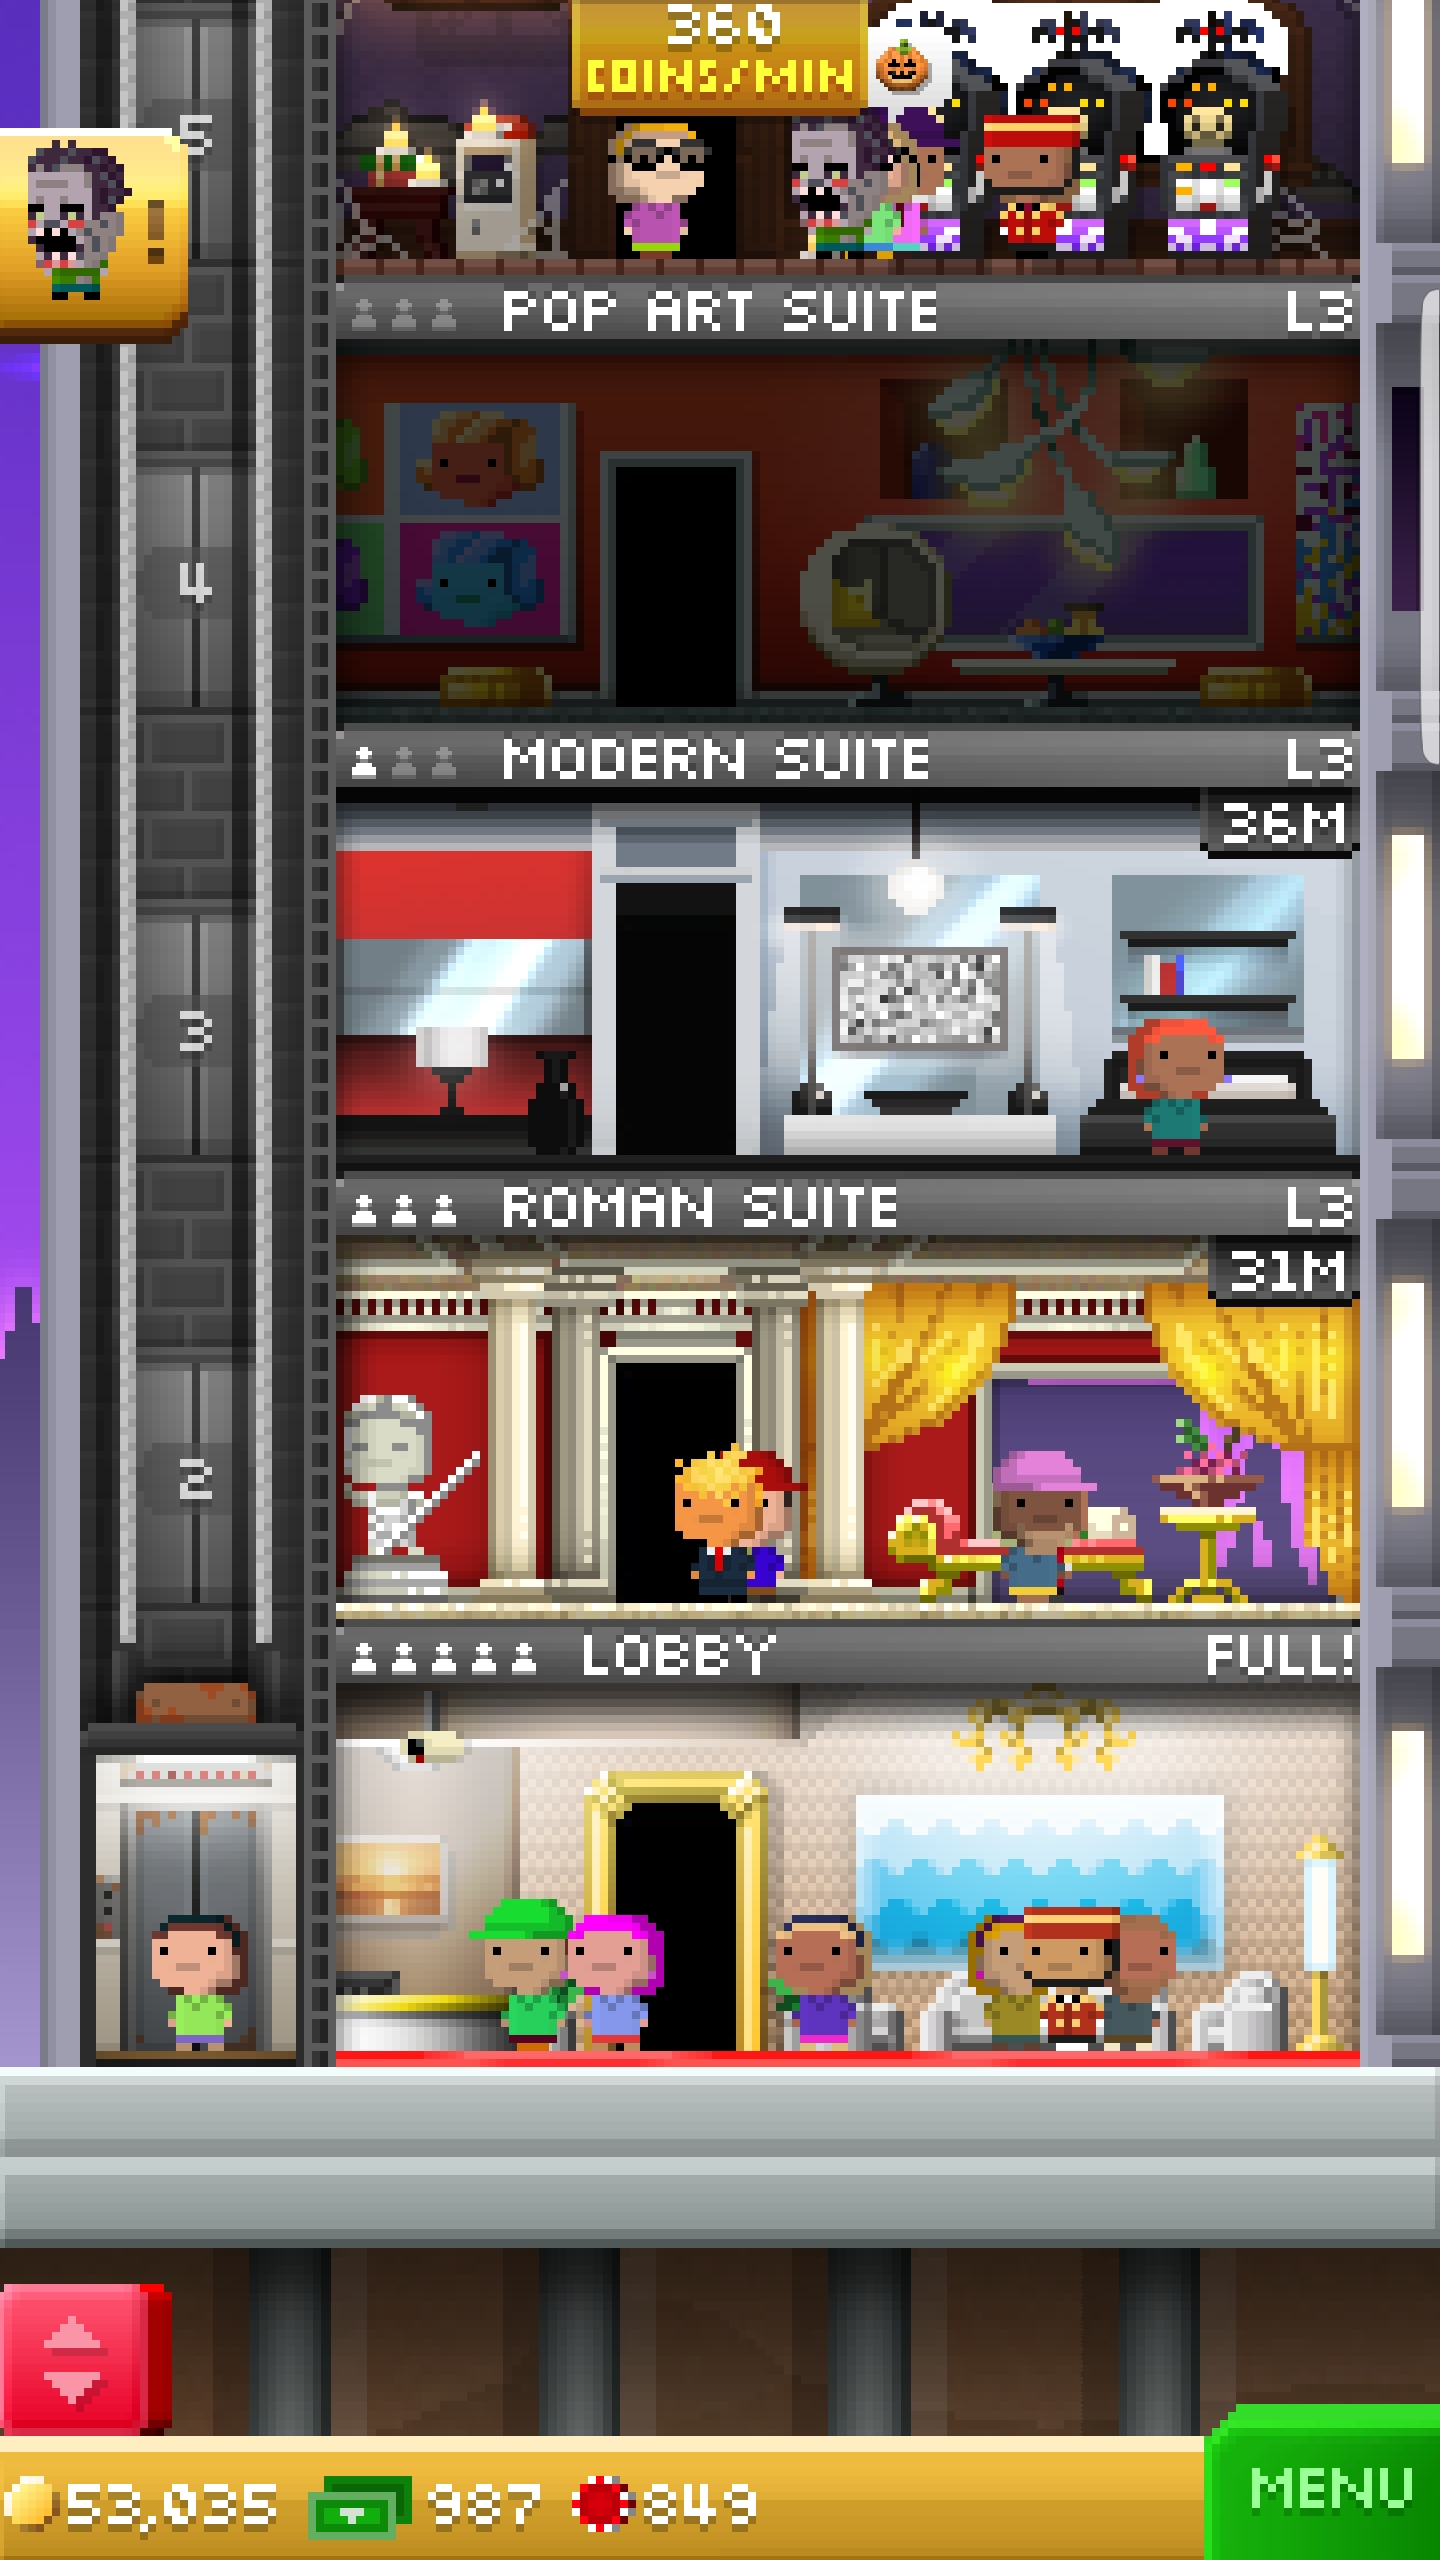 360
COINS/MIN
5
!
POP ART SUITE L3
4
MODERN SUITE L3
36M
3
ROMAN SUITE L3
31M
2
LOBBY FULL!
53,035 987 849
MENU